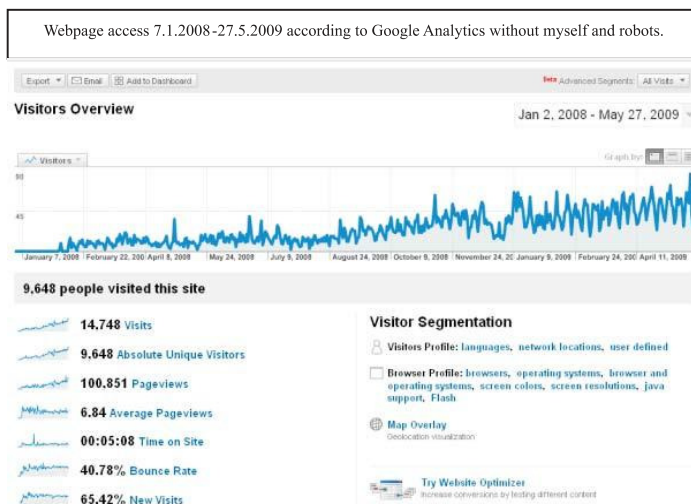 Webpage access 7.1.2008-27.5.2009 according to Google Analytics without myself and robots.
Export Email Add to Dashboard Beta Advanced Segments: All Visits
Visitors Overview
Jan 2, 2008 - May 27, 2009
Visitors Graph by:
90
45
January 7, 2008 February 22, 200 April 8, 2008 May 24, 2008 July 9, 2008 August 24, 2008 October 9, 2008 November 24, 20 January 9, 2009 February 24, 200 April 11, 2009
9,648 people visited this site
14.748 Visits
9.648 Absolute Unique Visitors
100.851 Pageviews
6.84 Average Pageviews
00:05:08 Time on Site
40.78% Bounce Rate
65.42% New Visits
Visitor Segmentation
Visitors Profile: languages, network locations, user defined
Browser Profile: browsers, operating systems, browser and
operating systems, screen colors, screen resolutions, java
support, Flash
Map Overlay
Geolocation visualization
Try Website Optimizer
Increase conversions by testing different content